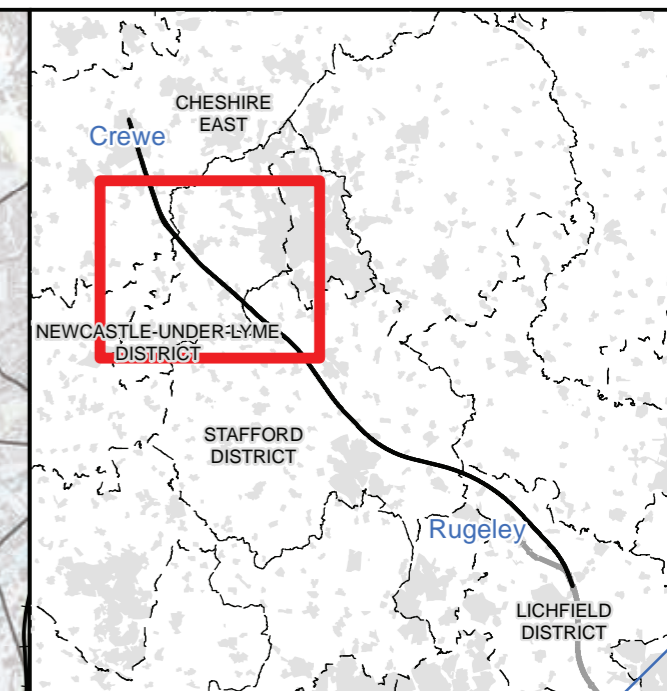 CHESHIRE
EAST
Crewe
NEWCASTLE-UNDER-LYME
DISTRICT
STAFFORD
DISTRICT
Rugeley
LICHFIELD
DISTRICT